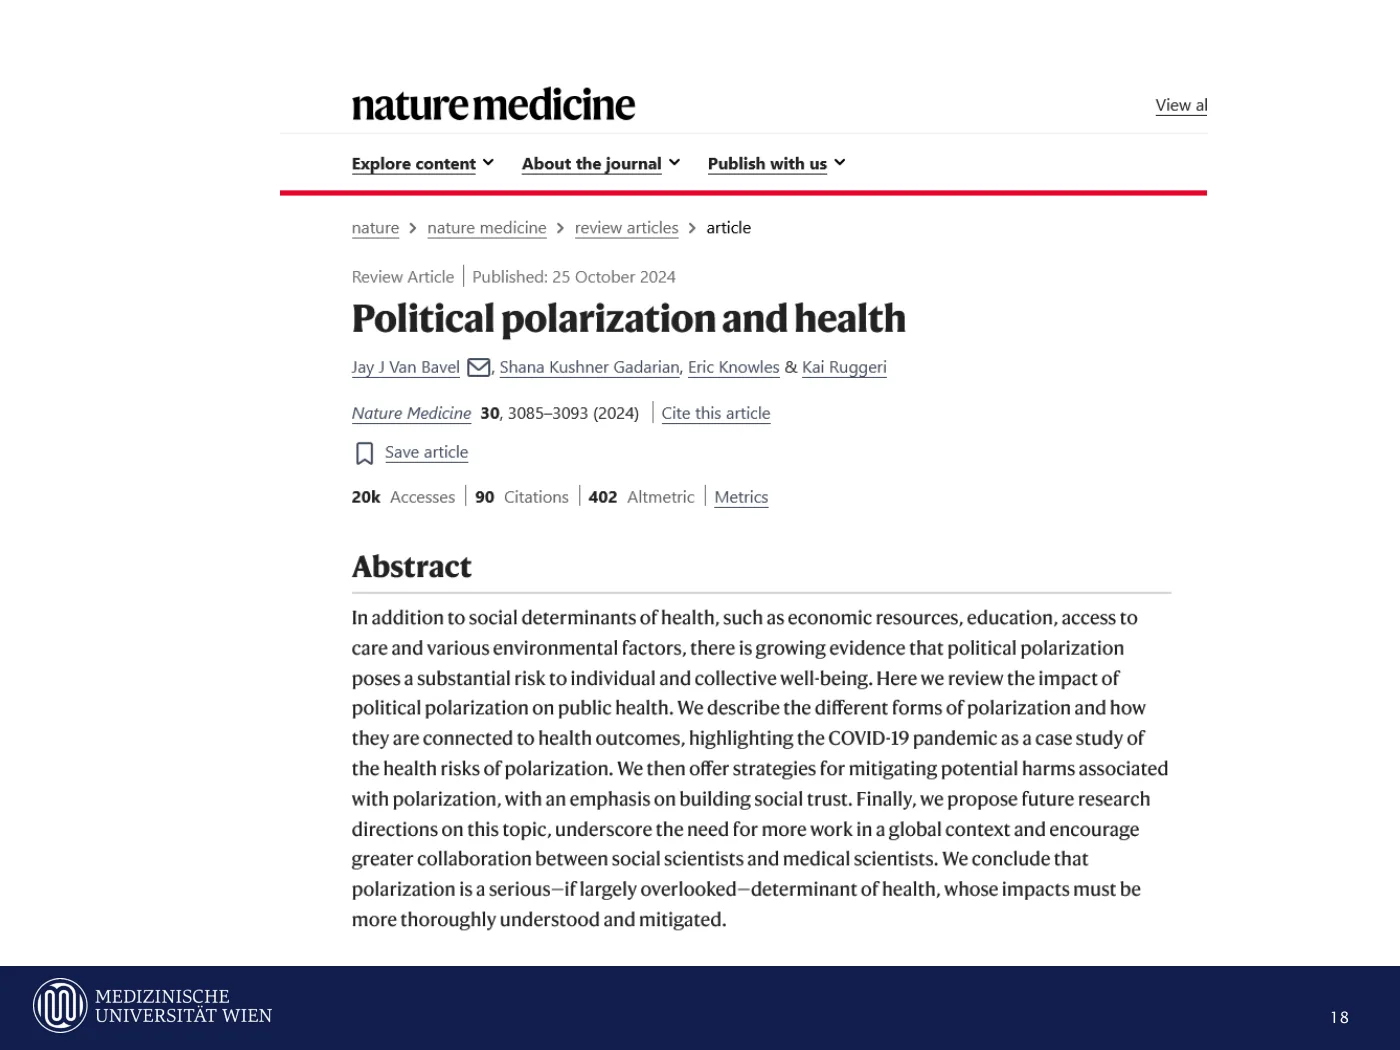 nature medicine
View al
Explore content
About the journal
Publish with us
nature > nature medicine > review articles > article
Review Article | Published: 25 October 2024
Political polarization and health
Jay J Van Bavel, Shana Kushner Gadarian, Eric Knowles & Kai Ruggeri
Nature Medicine 30, 3085–3093 (2024) | Cite this article
Save article
20k Accesses | 90 Citations | 402 Altmetric | Metrics
Abstract
In addition to social determinants of health, such as economic resources, education, access to
care and various environmental factors, there is growing evidence that political polarization
poses a substantial risk to individual and collective well-being. Here we review the impact of
political polarization on public health. We describe the different forms of polarization and how
they are connected to health outcomes, highlighting the COVID-19 pandemic as a case study of
the health risks of polarization. We then offer strategies for mitigating potential harms associated
with polarization, with an emphasis on building social trust. Finally, we propose future research
directions on this topic, underscore the need for more work in a global context and encourage
greater collaboration between social scientists and medical scientists. We conclude that
polarization is a serious—if largely overlooked—determinant of health, whose impacts must be
more thoroughly understood and mitigated.
MEDIZINISCHE
UNIVERSITÄT WIEN
18